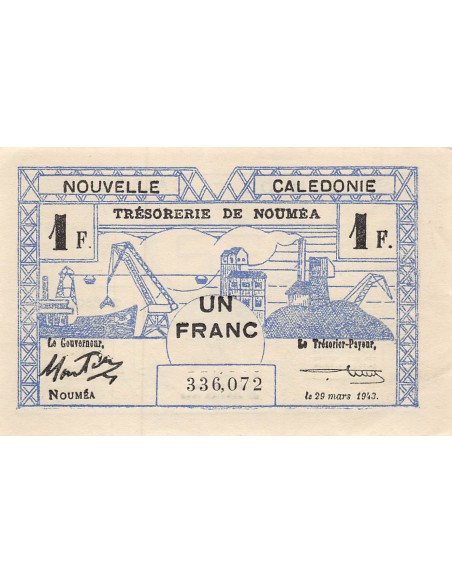 NOUVELLE CALEDONIE
TRÉSORERIE DE NOUMÉA
1 F. 1 F.
UN
FRANC
Le Gouverneur, Le Trésorier-Payeur,
336,072
NOUMÉA le 29 mars 1943.